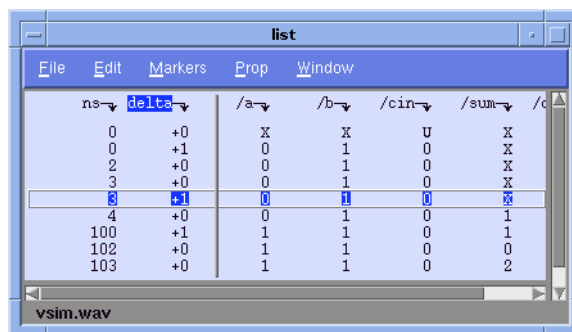 list
File Edit Markers Prop Window
ns delta /a /b /cin /sum /c
0 +0 X X U X
0 +1 0 1 0 X
2 +0 0 1 0 X
3 +0 0 1 0 X
3 +1 0 1 0 X
4 +0 0 1 0 1
100 +1 1 1 0 1
102 +0 1 1 0 0
103 +0 1 1 0 2
vsim.wav